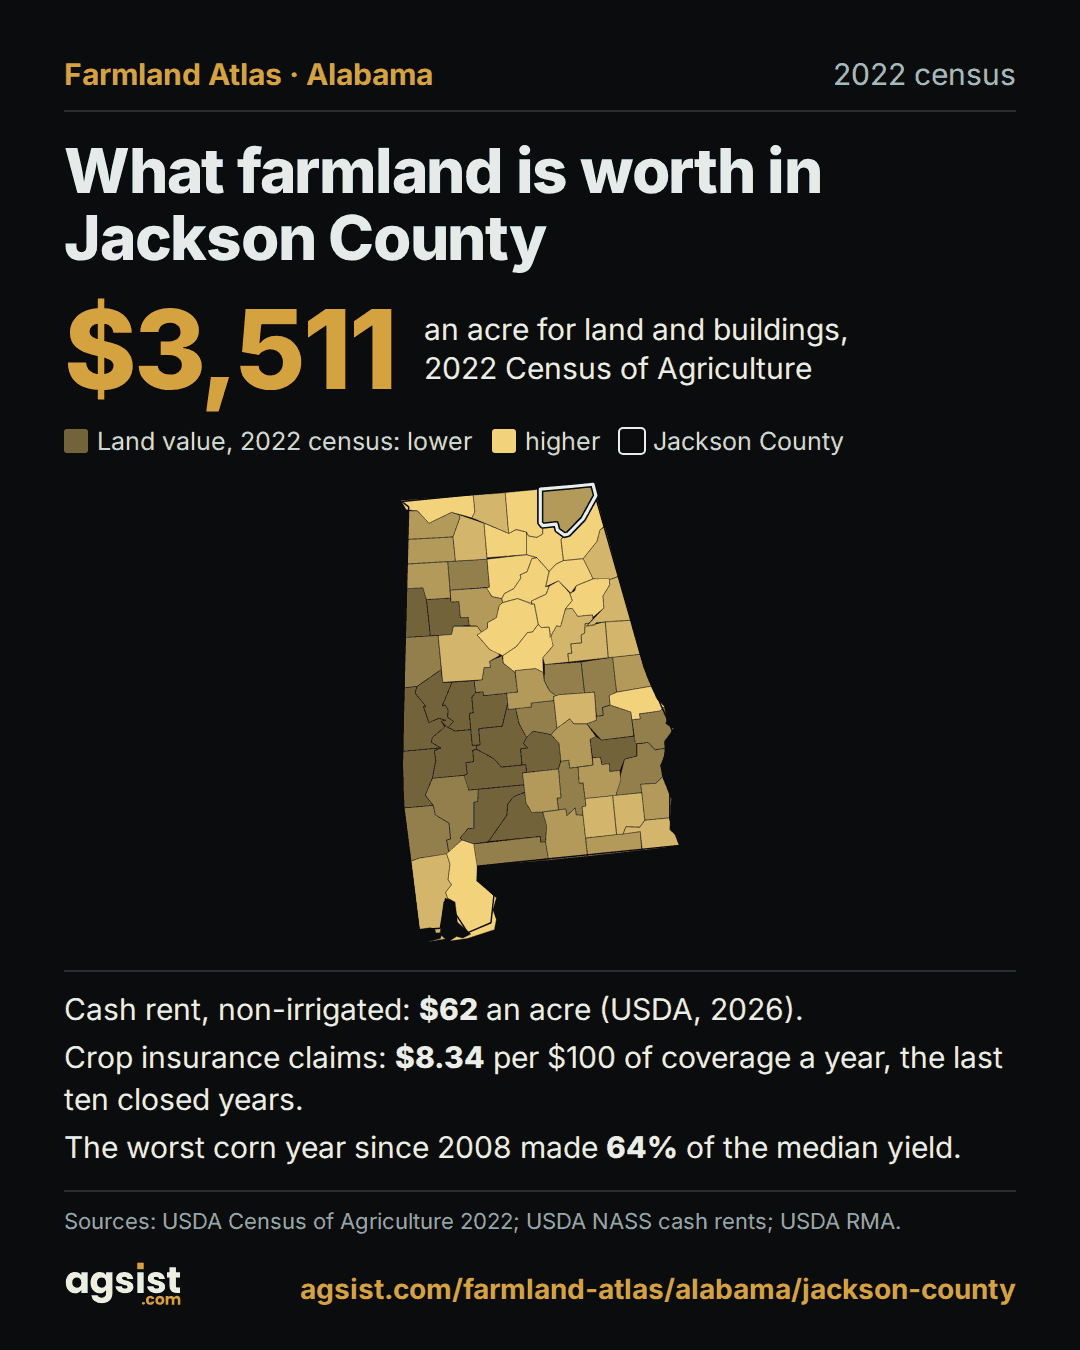 Farmland Atlas · Alabama
2022 census
What farmland is worth in
Jackson County
$3,511
an acre for land and buildings,
2022 Census of Agriculture
Land value, 2022 census: lower
higher
Jackson County
Cash rent, non-irrigated: $62 an acre (USDA, 2026).
Crop insurance claims: $8.34 per $100 of coverage a year, the last
ten closed years.
The worst corn year since 2008 made 64% of the median yield.
Sources: USDA Census of Agriculture 2022; USDA NASS cash rents; USDA RMA.
agsist
.com
agsist.com/farmland-atlas/alabama/jackson-county